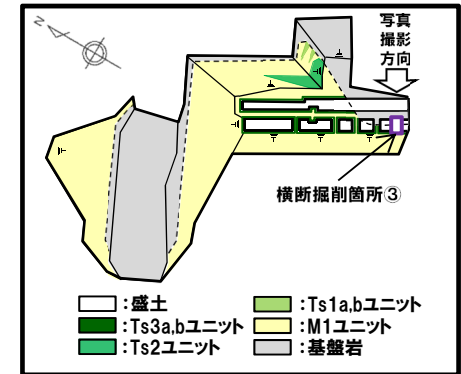 N
写真
撮影
方向
横断掘削箇所③
:盛土
:Ts1a,bユニット
:Ts3a,bユニット
:M1ユニット
:Ts2ユニット
:基盤岩